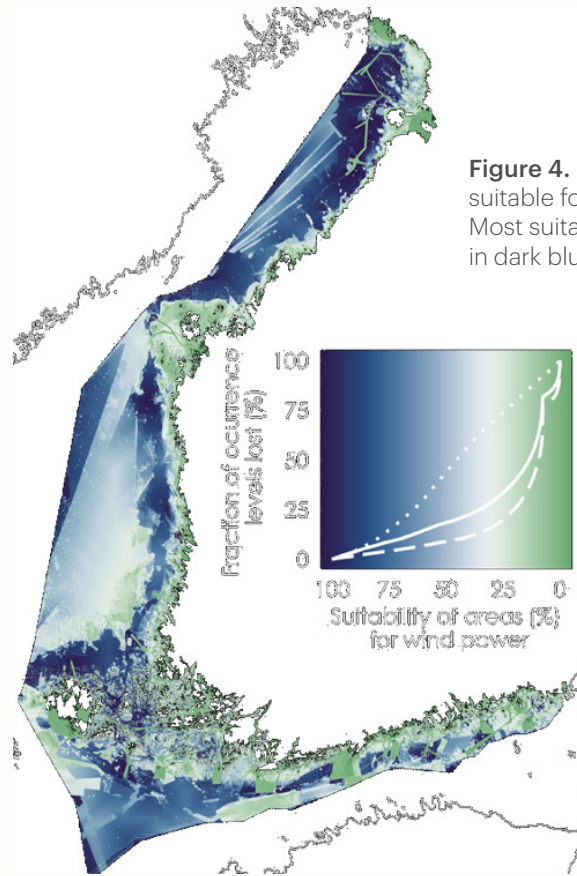 Figure 4.
suitable fo
Most suita
in dark blu
Fraction of ocurrence
levels lost (%)
100
75
50
25
0
100 75 50 25 0
Suitability of areas (%)
for wind power